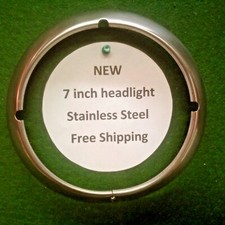 NEW
7 inch headlight
Stainless Steel
Free Shipping